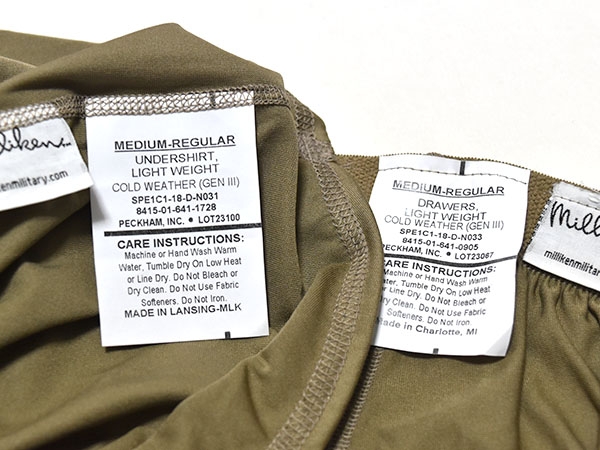 lliken
nmilitary.com
MEDIUM-REGULAR
UNDERSHIRT,
LIGHT WEIGHT
COLD WEATHER (GEN III)
SPE1C1-18-D-N031
8415-01-641-1728
PECKHAM, INC. • LOT23100
CARE INSTRUCTIONS:
Machine or Hand Wash Warm
Water, Tumble Dry On Low Heat
or Line Dry. Do Not Bleach or
Dry Clean. Do Not Use Fabric
Softeners. Do Not Iron.
MADE IN LANSING-MLK
MEDIUM-REGULAR
DRAWERS,
LIGHT WEIGHT
COLD WEATHER (GEN III)
SPE1C1-18-D-N033
8415-01-641-0905
PECKHAM, INC • LOT23067
CARE INSTRUCTIONS:
Machine or Hand Wash Warm
Water, Tumble Dry On Low Heat
or Line Dry. Do Not Bleach or
Dry Clean. Do Not Use Fabric
Softeners. Do Not Iron.
Made in Charlotte, MI
Milli
millikenmilitary